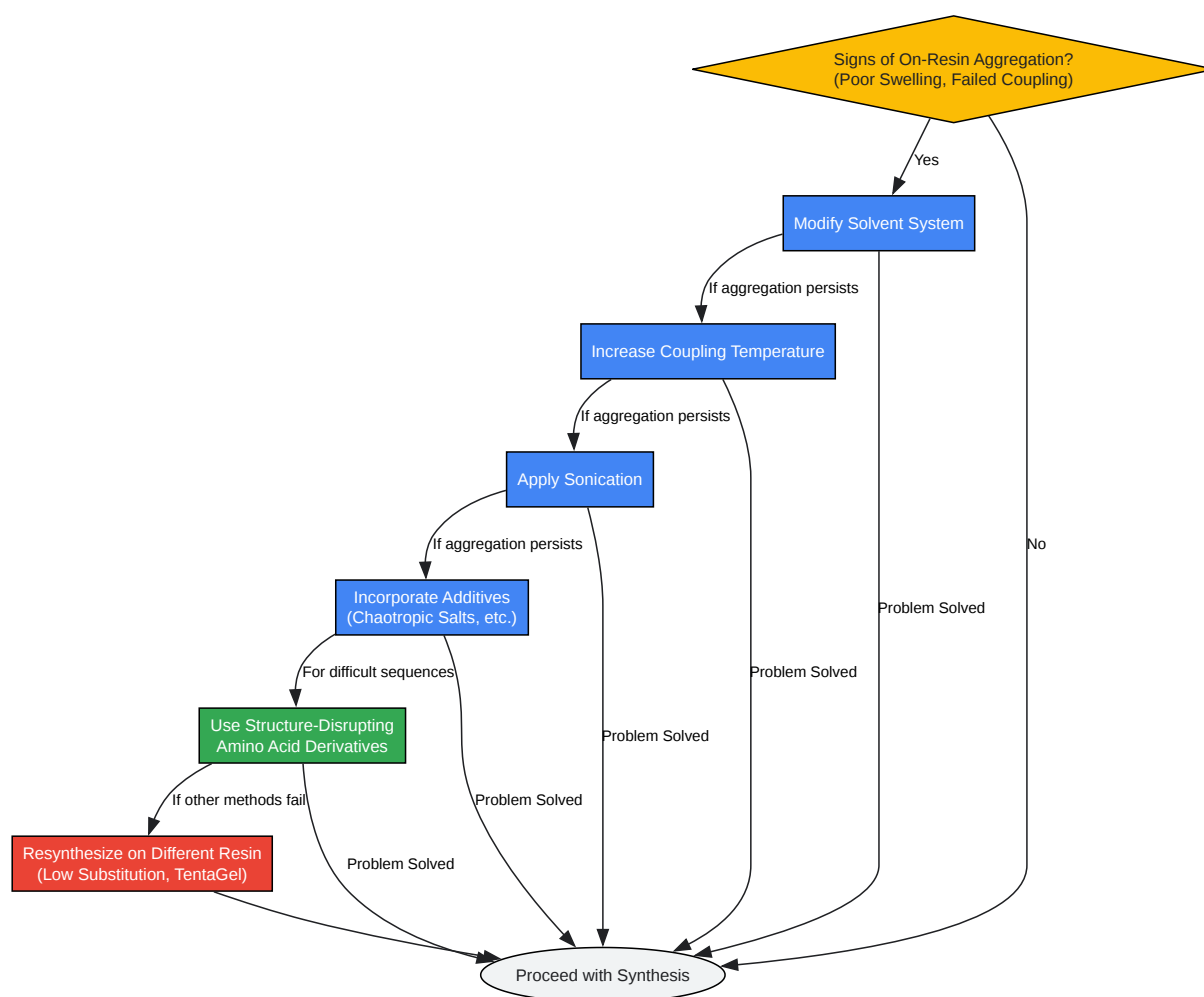 Signs of On-Resin Aggregation?
(Poor Swelling, Failed Coupling)
Yes
Modify Solvent System
If aggregation persists
Increase Coupling Temperature
If aggregation persists
Apply Sonication
If aggregation persists
No
Incorporate Additives
(Chaotropic Salts, etc.)
Problem Solved
For difficult sequences
Problem Solved
Use Structure-Disrupting
Amino Acid Derivatives
Problem Solved
If other methods fail
Problem Solved
Resynthesize on Different Resin
(Low Substitution, TentaGel)
Problem Solved
Proceed with Synthesis